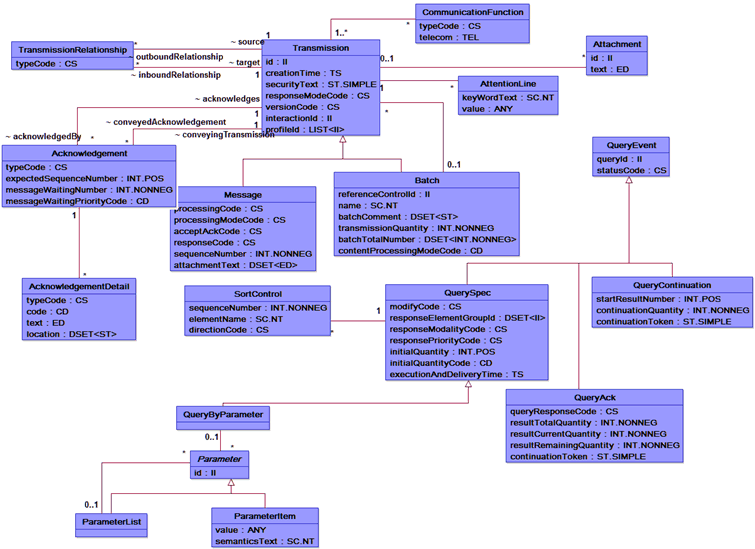 CommunicationFunction
typeCode : CS
telecom : TEL
TransmissionRelationship
typeCode : CS
~ source
1
1..*
*
~ outboundRelationship
*
~ inboundRelationship
*
~ target
1
Transmission
id : II
creationTime : TS
securityText : ST.SIMPLE
responseModeCode : CS
versionCode : CS
interactionId : II
profileId : LIST<II>
0..1
*
Attachment
id : II
text : ED
1
*
AttentionLine
keyWordText : SC.NT
value : ANY
~ acknowledges
1
~ conveyedAcknowledgement
1
~ acknowledgedBy
*
*
~ conveyingTransmission
*
0..1
Acknowledgement
typeCode : CS
expectedSequenceNumber : INT.POS
messageWaitingNumber : INT.NONNEG
messageWaitingPriorityCode : CD
1
*
Message
processingCode : CS
processingModeCode : CS
acceptAckCode : CS
responseCode : CS
sequenceNumber : INT.NONNEG
attachmentText : DSET<ED>
Batch
referenceControlId : II
name : SC.NT
batchComment : DSET<ST>
transmissionQuantity : INT.NONNEG
batchTotalNumber : DSET<INT.NONNEG>
contentProcessingModeCode : CD
QueryEvent
queryId : II
statusCode : CS
AcknowledgementDetail
typeCode : CS
code : CD
text : ED
location : DSET<ST>
SortControl
sequenceNumber : INT.NONNEG
elementName : SC.NT
directionCode : CS
*
1
QuerySpec
modifyCode : CS
responseElementGroupId : DSET<II>
responseModalityCode : CS
responsePriorityCode : CS
initialQuantity : INT.POS
initialQuantityCode : CD
executionAndDeliveryTime : TS
QueryContinuation
startResultNumber : INT.POS
continuationQuantity : INT.NONNEG
continuationToken : ST.SIMPLE
QueryAck
queryResponseCode : CS
resultTotalQuantity : INT.NONNEG
resultCurrentQuantity : INT.NONNEG
resultRemainingQuantity : INT.NONNEG
continuationToken : ST.SIMPLE
QueryByParameter
0..1
*
*
Parameter
id : II
0..1
ParameterList
ParameterItem
value : ANY
semanticsText : SC.NT